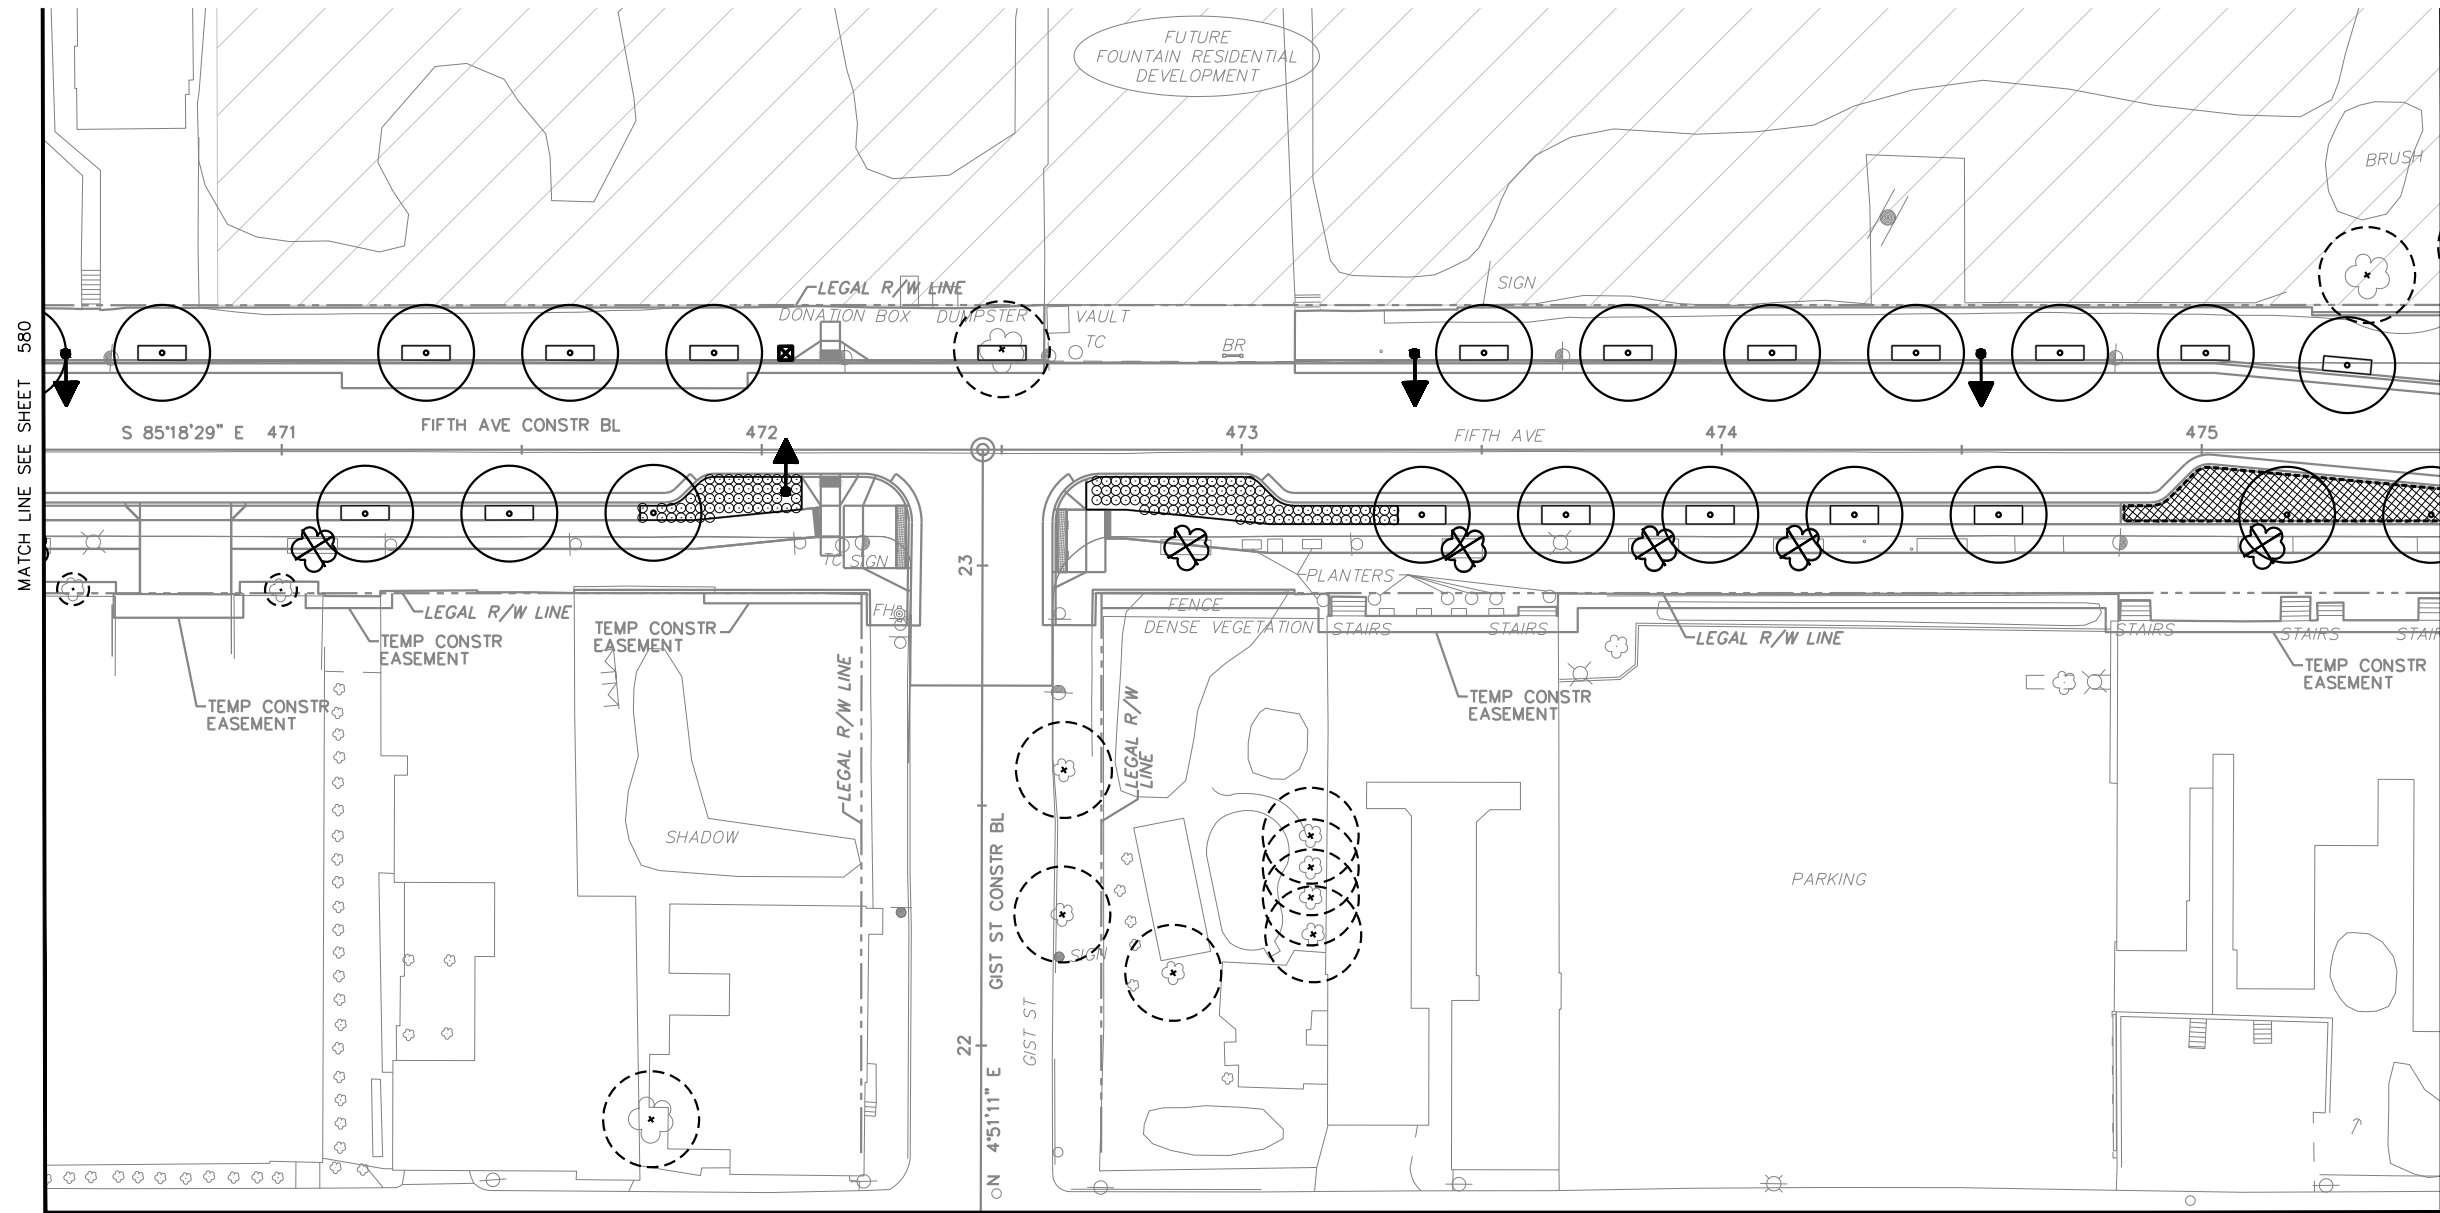 FUTURE
FOUNTAIN RESIDENTIAL
DEVELOPMENT
BRUSH
SIGN
LEGAL R/W LINE
DONATION BOX
DUMPSTER
VAULT
TC
BR
MATCH LINE SEE SHEET 580
S 85°18'29" E
471
FIFTH AVE CONSTR BL
472
473
FIFTH AVE
474
475
TC SIGN
23
PLANTERS
LEGAL R/W LINE
FH
FENCE
TEMP CONSTR
EASEMENT
TEMP CONSTR
EASEMENT
DENSE VEGETATION
STAIRS
STAIRS
LEGAL R/W LINE
STAIRS
STAIRS
STAIR
TEMP CONSTR
EASEMENT
TEMP CONSTR
EASEMENT
TEMP CONSTR
EASEMENT
LEGAL R/W LINE
LEGAL R/W
LINE
SHADOW
GIST ST CONSTR BL
PARKING
SIGN
GIST ST
22
N 4°51'11" E